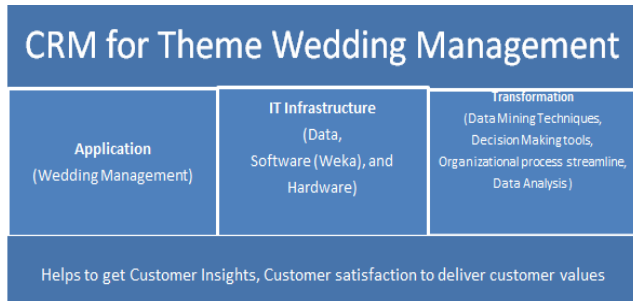 CRM for Theme Wedding Management
Application
(Wedding Management)
IT Infrastructure
(Data,
Software (Weka), and
Hardware)
Transformation
(Data Mining Techniques,
Decision Making tools,
Organizational process streamline,
Data Analysis)
Helps to get Customer Insights, Customer satisfaction to deliver customer values